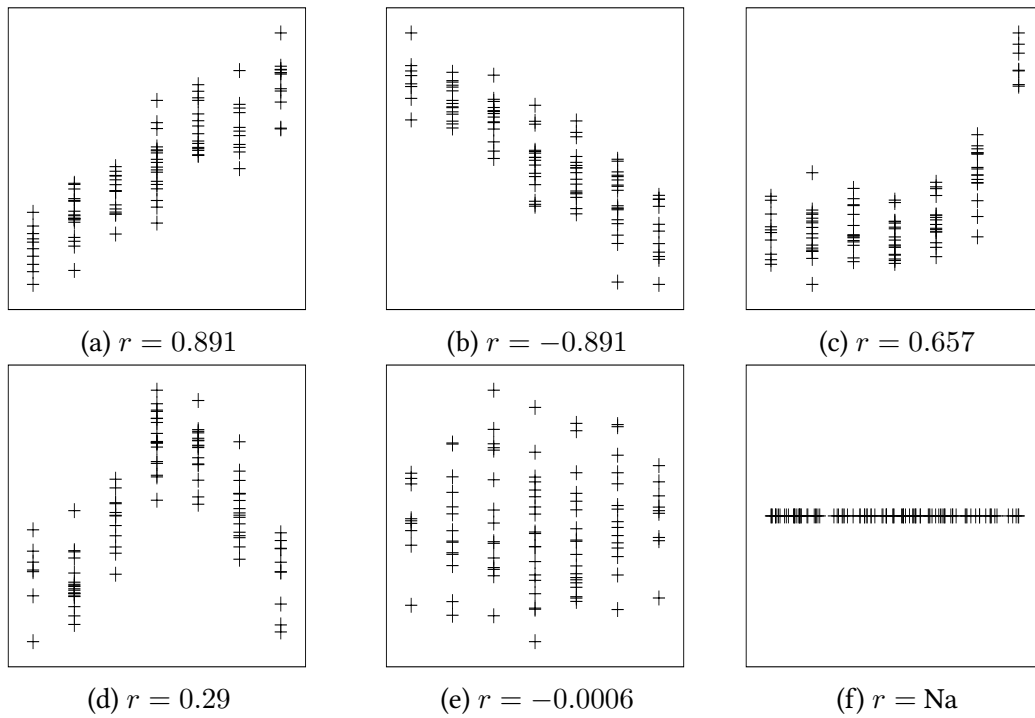 (a) r = 0.891
(b) r = −0.891
(c) r = 0.657
(d) r = 0.29
(e) r = −0.0006
(f) r = Na